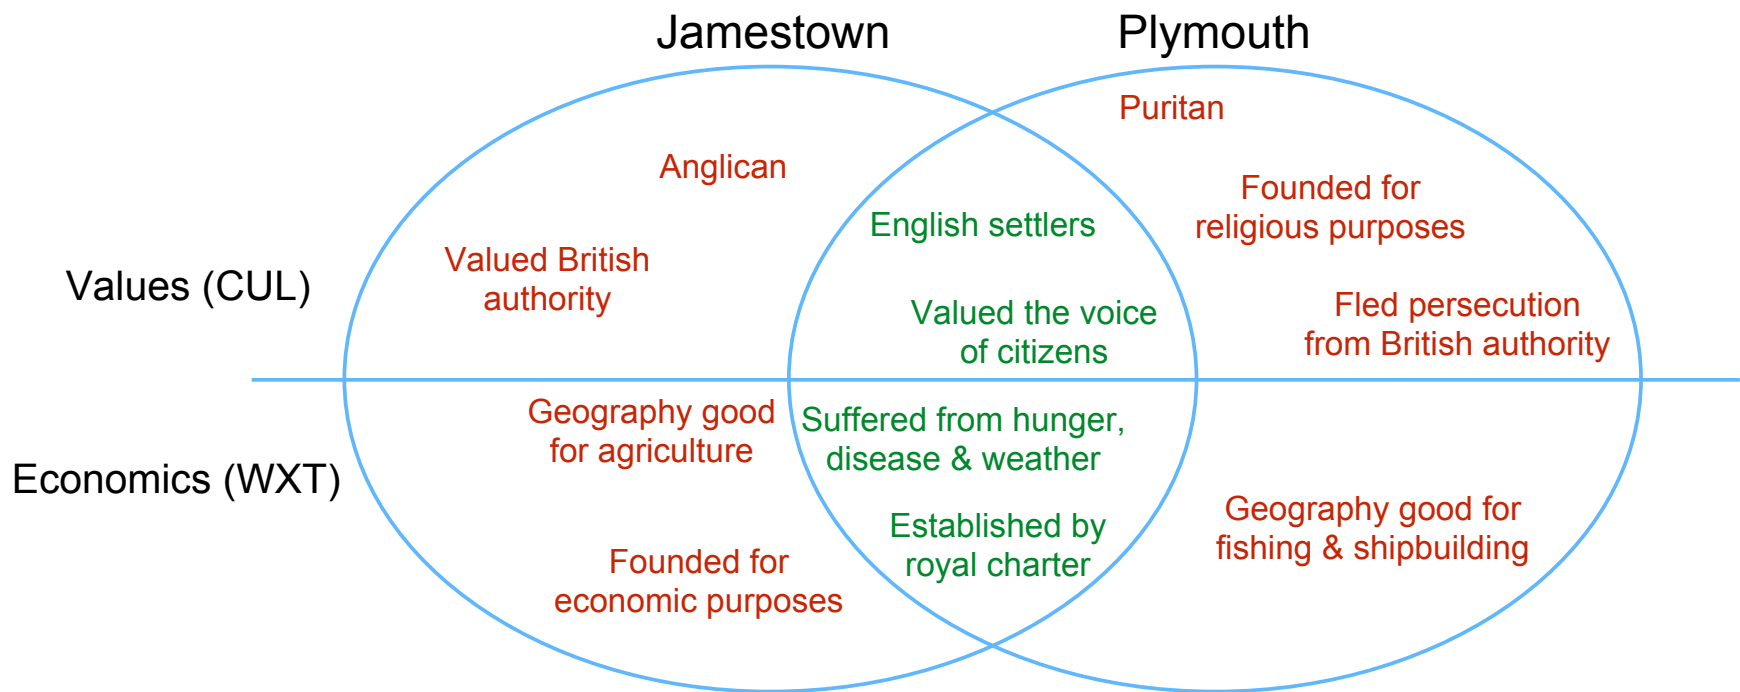 Jamestown
Plymouth
Values (CUL)
Anglican
Valued British
authority
English settlers
Valued the voice
of citizens
Puritan
Founded for
religious purposes
Fled persecution
from British authority
Economics (WXT)
Geography good
for agriculture
Founded for
economic purposes
Suffered from hunger,
disease & weather
Established by
royal charter
Geography good for
fishing & shipbuilding